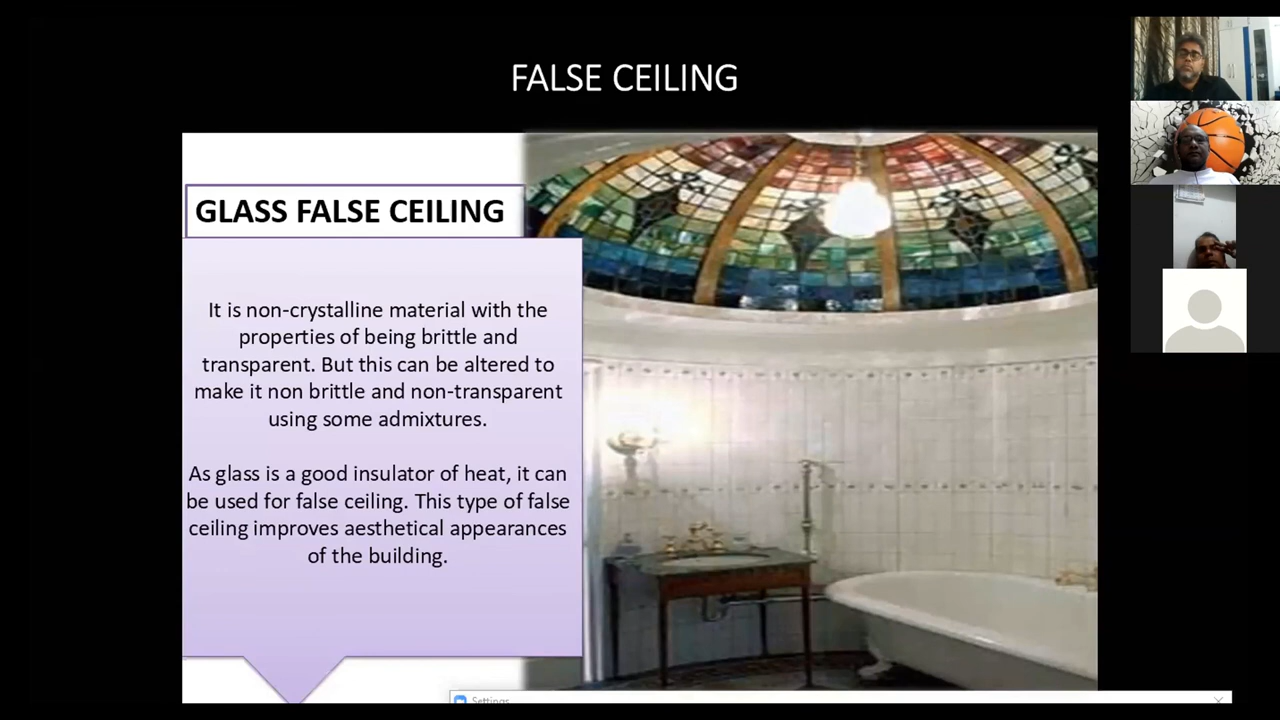 FALSE CEILING
GLASS FALSE CEILING
It is non-crystalline material with the
properties of being brittle and
transparent. But this can be altered to
make it non brittle and non-transparent
using some admixtures.
As glass is a good insulator of heat, it can
be used for false ceiling. This type of false
ceiling improves aesthetical appearances
of the building.
Settings